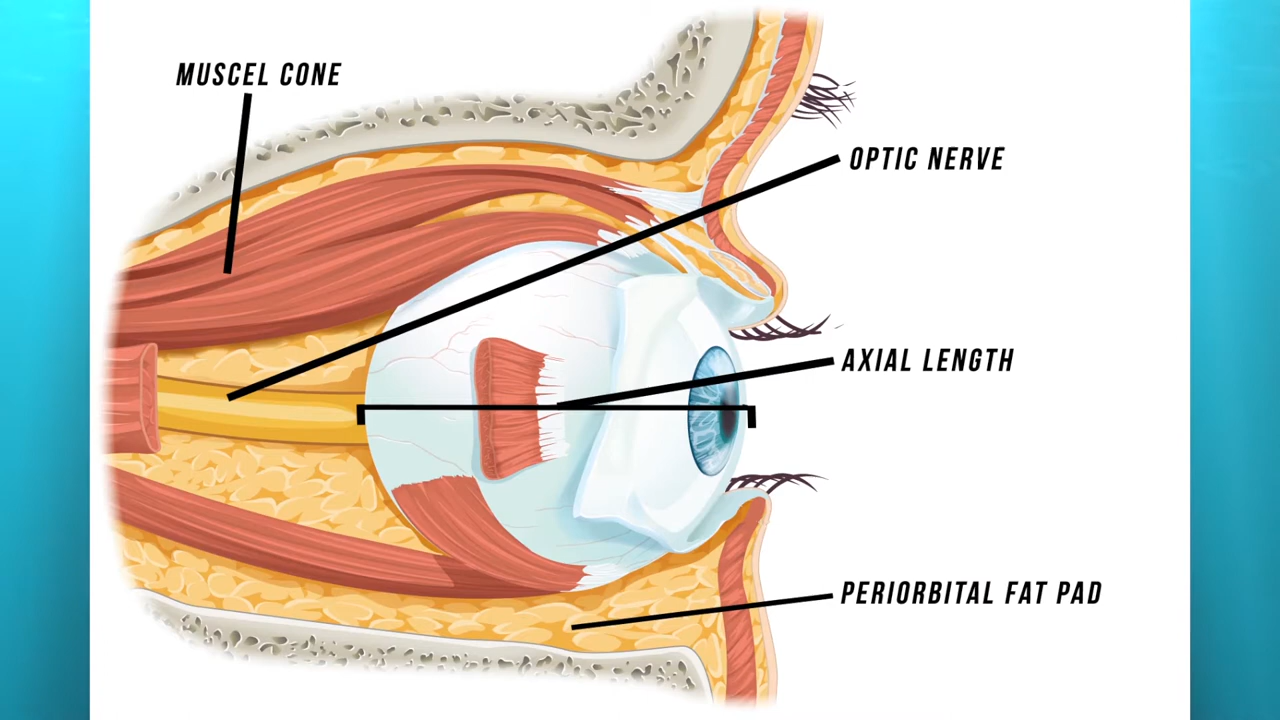 MUSCEL CONE
OPTIC NERVE
AXIAL LENGTH
PERIORBITAL FAT PAD